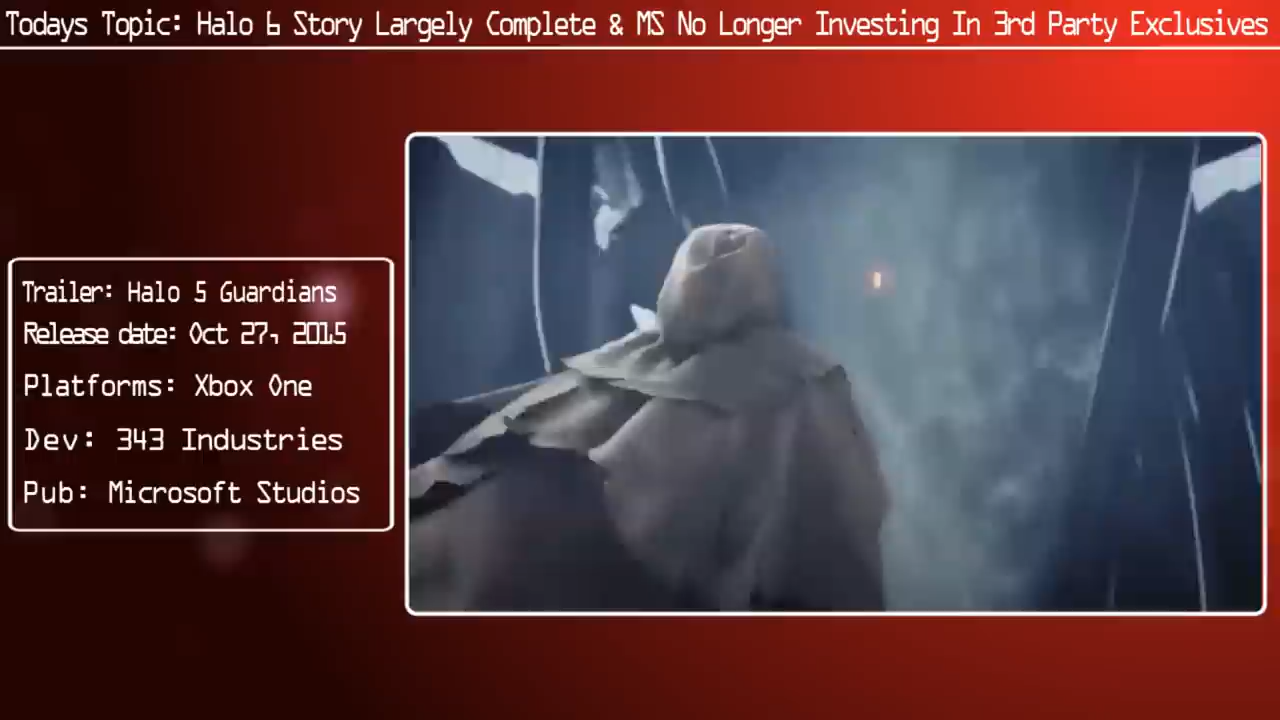 Todays Topic: Halo 6 Story Largely Complete & MS No Longer Investing In 3rd Party Exclusives
Trailer: Halo 5 Guardians
Release date: Oct 27, 2015
Platforms: Xbox One
Dev: 343 Industries
Pub: Microsoft Studios